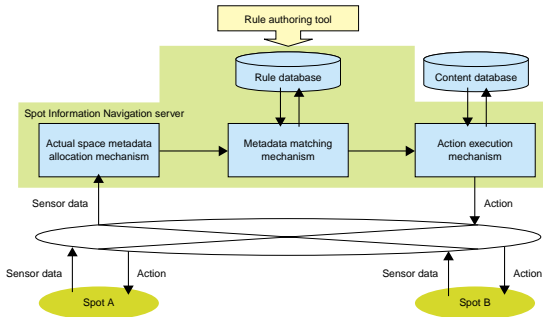 Rule authoring tool
Rule database
Content database
Spot Information Navigation server
Actual space metadata
allocation mechanism
Metadata matching
mechanism
Action execution
mechanism
Sensor data
Action
Sensor data
Action
Sensor data
Action
Spot A
Spot B